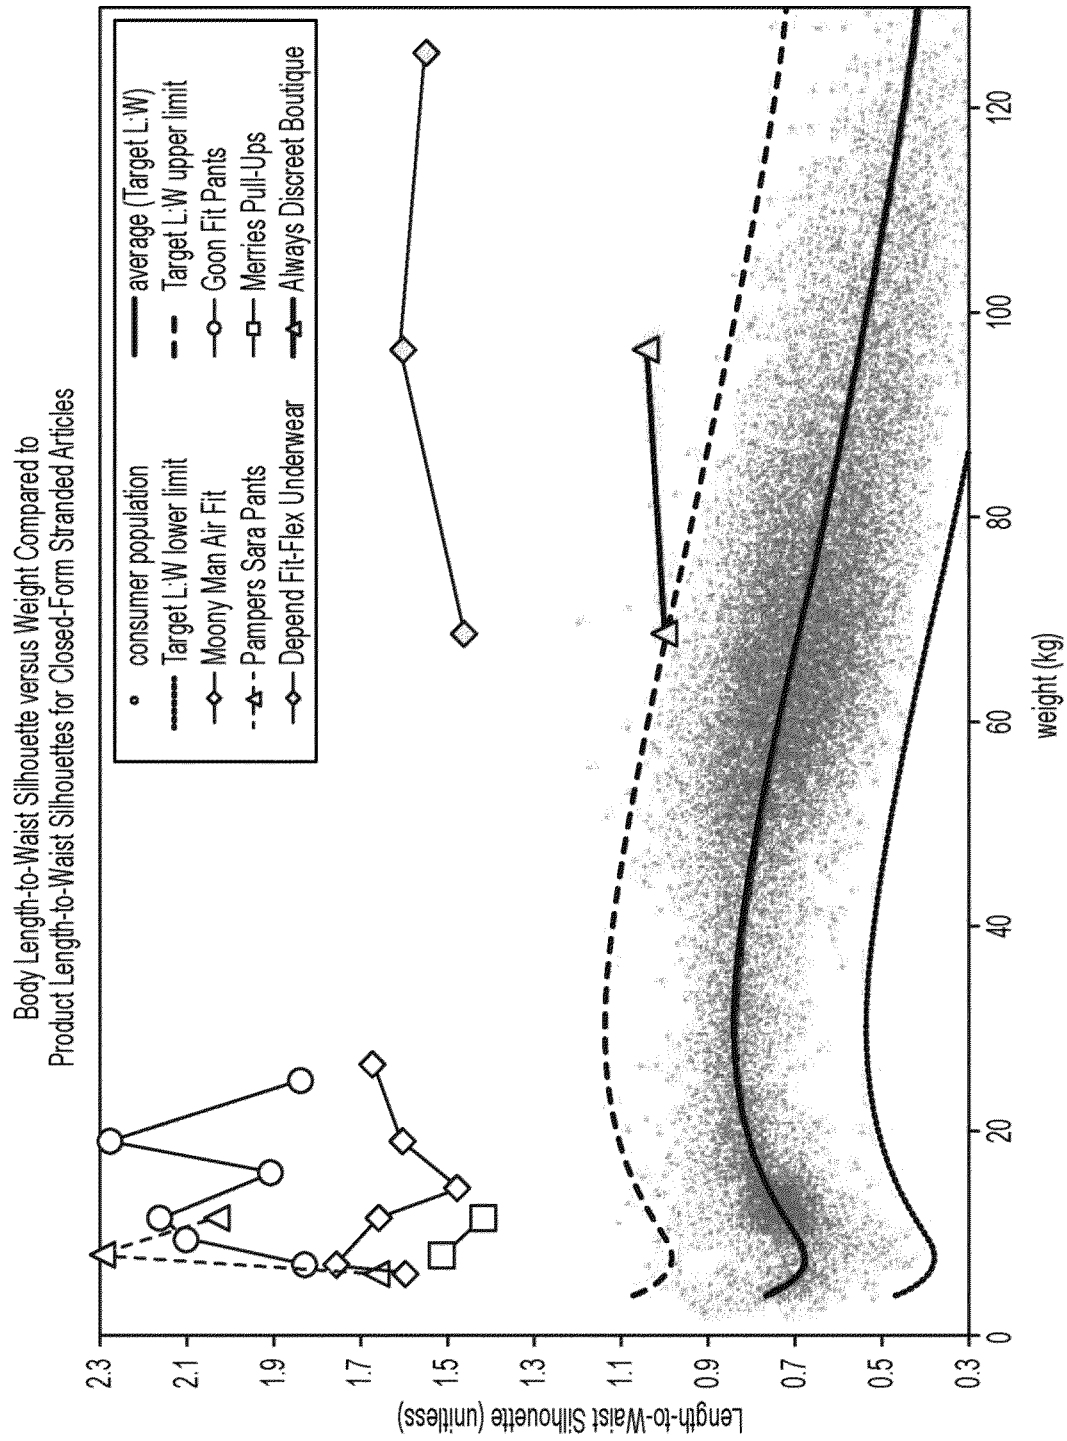 Body Length-to-Waist Silhouette versus Weight Compared to
Product Length-to-Waist Silhouettes for Closed-Form Stranded Articles
consumer population
average (Target L:W)
Target L:W lower limit
Target L:W upper limit
Moony Man Air Fit
Goon Fit Pants
Pampers Sara Pants
Merries Pull-Ups
Depend Fit-Flex Underwear
Always Discreet Boutique
Length-to-Waist Silhouette (unitless)
2.3
2.1
1.9
1.7
1.5
1.3
1.1
0.9
0.7
0.5
0.3
0
20
40
60
80
100
120
weight (kg)